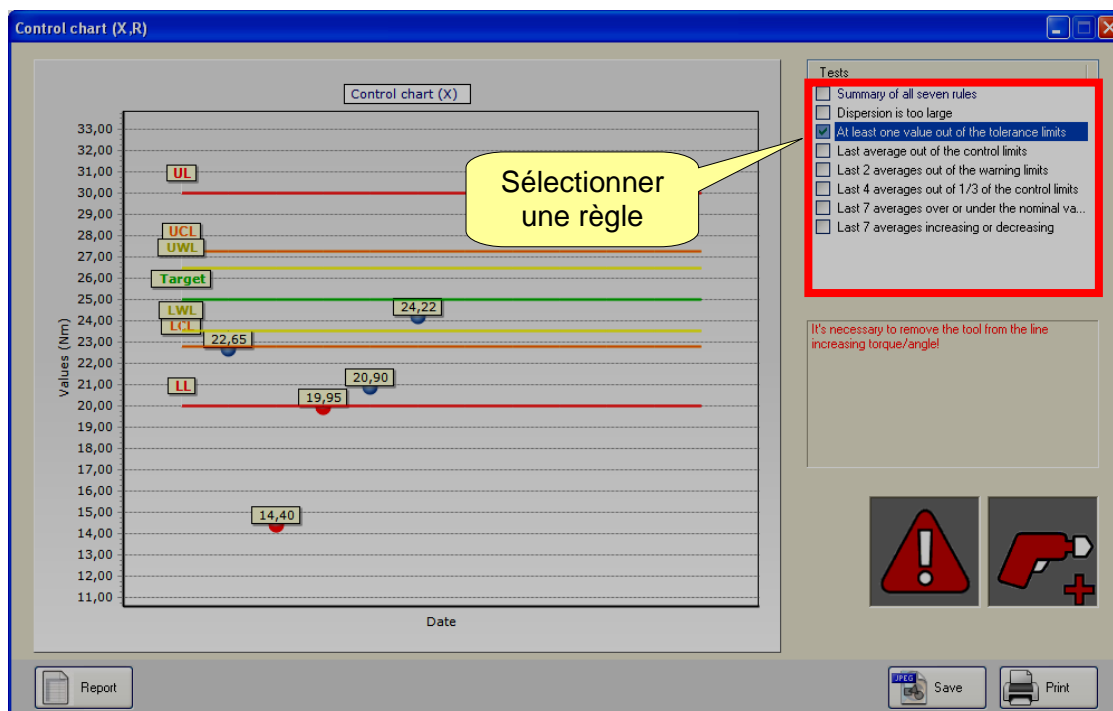 Control chart (X,R)
Control chart (X)
33,00
32,00
31,00
30,00
29,00
28,00
27,00
26,00
25,00
24,00
23,00
22,00
21,00
20,00
19,00
18,00
17,00
16,00
15,00
14,00
13,00
12,00
11,00
Values (Nm)
UL
UCL
UWL
Target
LWL
LCL
LL
22,65
14,40
19,95
20,90
24,22
Date
Sélectionner
une règle
Tests
Summary of all seven rules
Dispersion is too large
At least one value out of the tolerance limits
Last average out of the control limits
Last 2 averages out of the warning limits
Last 4 averages out of 1/3 of the control limits
Last 7 averages over or under the nominal va...
Last 7 averages increasing or decreasing
It's necessary to remove the tool from the line
increasing torque/angle!
Report
JPEG
Save
Print